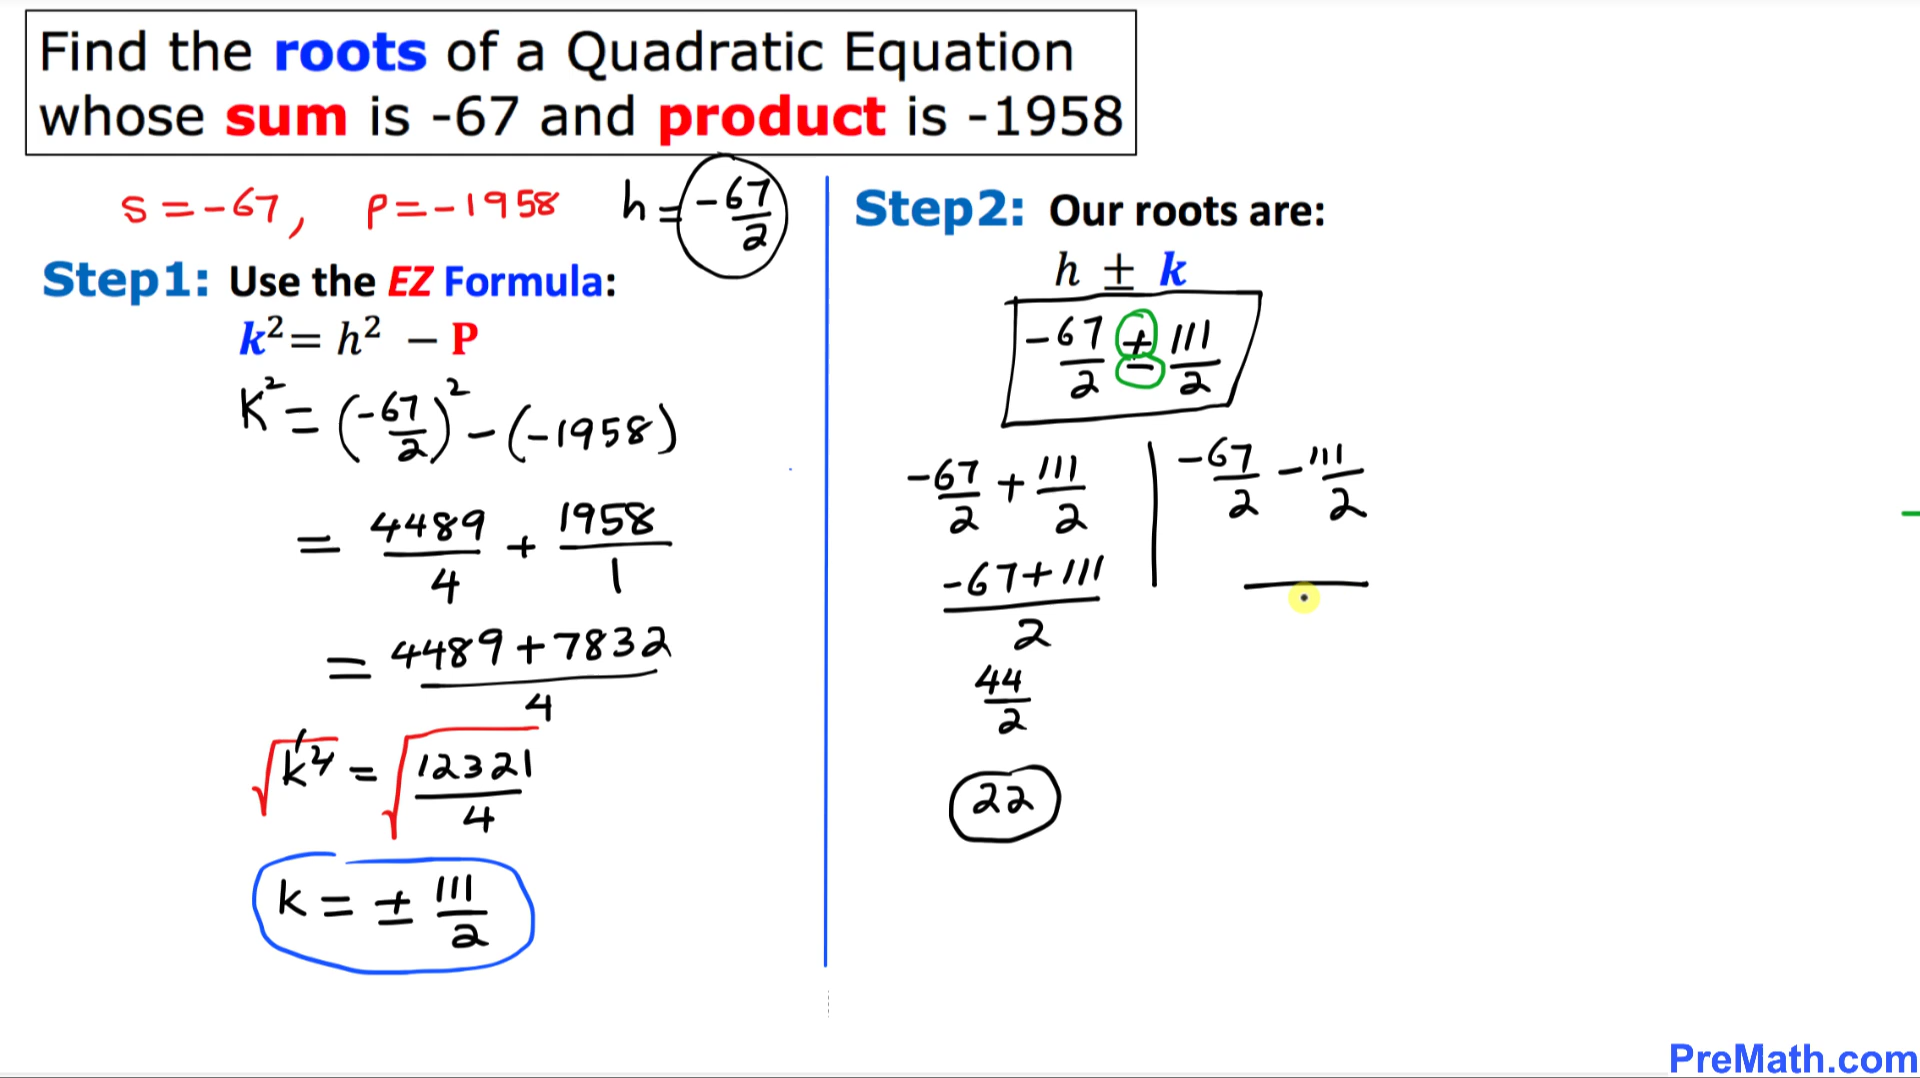 Find the roots of a Quadratic Equation
whose sum is -67 and product is -1958
s = -67, P = -1958
h = -67/2
Step1: Use the EZ Formula:
k² = h² - P
K² = (-67/2)² - (-1958)
= 4489/4 + 1958/1
= 4489+7832/4
√k² = √12321/4
k = ± 111/2
Step2: Our roots are:
h ± k
-67/2 ± 111/2
-67/2 + 111/2
-67+111/2
44/2
22
-67/2 - 111/2
PreMath.com